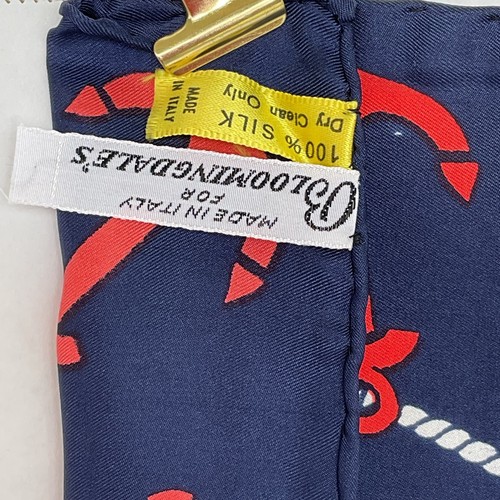 100% SILK
Dry Clean Only
MADE
IN ITALY
MADE IN ITALY
FOR
BLOOMINGDALE'S